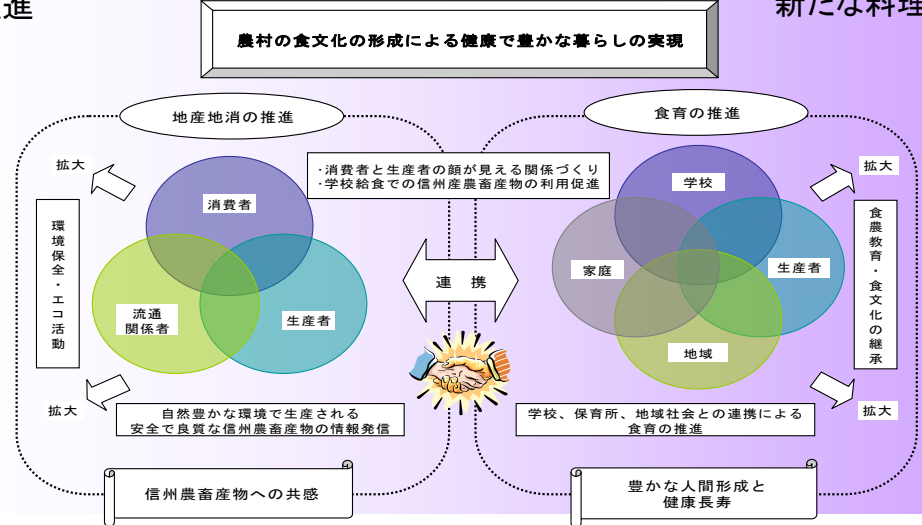 進
新たな料理
農村の食文化の形成による健康で豊かな暮らしの実現
地産地消の推進
食育の推進
・消費者と生産者の顔が見える関係づくり
・学校給食での信州産農畜産物の利用促進
拡大
消費者
流通
関係者
生産者
環境保全・エコ活動
拡大
連 携
学校
家庭
生産者
地域
拡大
食農教育・食文化の継承
拡大
自然豊かな環境で生産される
安全で良質な信州農畜産物の情報発信
学校、保育所、地域社会との連携による
食育の推進
信州農畜産物への共感
豊かな人間形成と
健康長寿